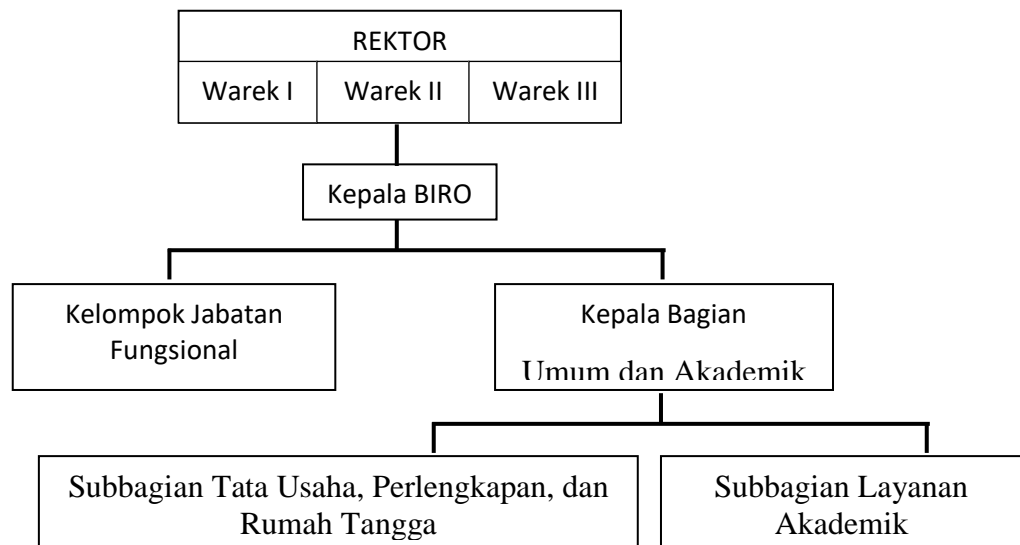 REKTOR
Warek I
Warek II
Warek III
Kepala BIRO
Kelompok Jabatan
Fungsional
Kepala Bagian
Umum dan Akademik
Subbagian Tata Usaha, Perlengkapan, dan
Rumah Tangga
Subbagian Layanan
Akademik